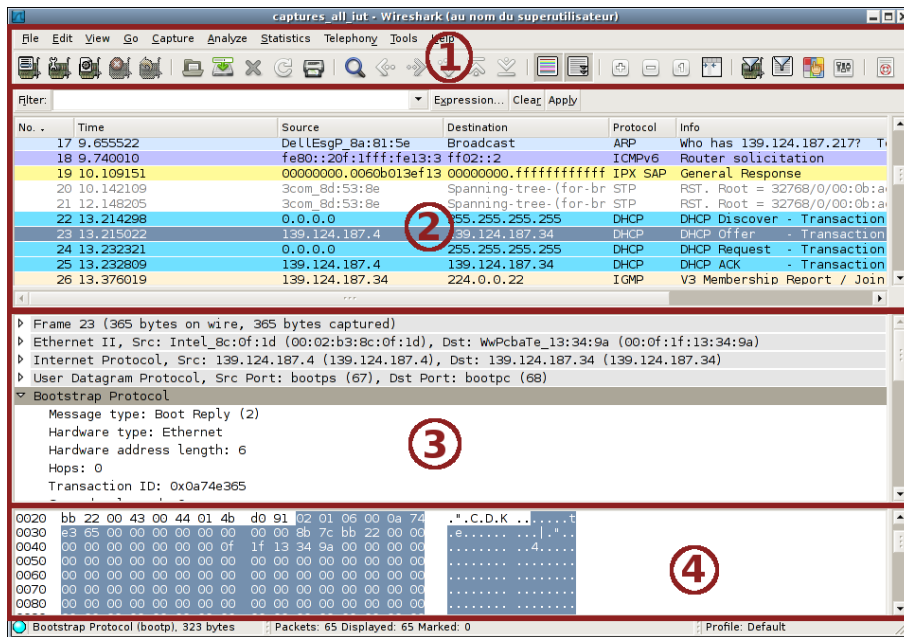 captures_all_iut - Wireshark (au nom du superutilisateur)
File Edit View Go Capture Analyze Statistics Telephony Tools Help
1
Filter: Expression... Clear Apply
No. . Time Source Destination Protocol Info
17 9.655522 DellEsgP_8a:81:5e Broadcast ARP Who has 139.124.187.217? Te
18 9.740010 fe80::20f:1fff:fe13:3 ff02::2 ICMPv6 Router solicitation
19 10.109151 00000000.0060b013ef13 00000000.ffffffffffff IPX SAP General Response
20 10.142109 3com_8d:53:8e Spanning-tree-(for-br STP RST. Root = 32768/0/00:0b:a
21 12.148205 3com_8d:53:8e Spanning-tree-(for-br STP RST. Root = 32768/0/00:0b:a
22 13.214298 0.0.0.0 255.255.255.255 DHCP DHCP Discover - Transaction
23 13.215022 139.124.187.4 139.124.187.34 DHCP DHCP Offer - Transaction
24 13.232321 0.0.0.0 255.255.255.255 DHCP DHCP Request - Transaction
25 13.232809 139.124.187.4 139.124.187.34 DHCP DHCP ACK - Transaction
26 13.376019 139.124.187.34 224.0.0.22 IGMP V3 Membership Report / Join
2
Frame 23 (365 bytes on wire, 365 bytes captured)
Ethernet II, Src: Intel_8c:0f:1d (00:02:b3:8c:0f:1d), Dst: WwPcbaTe_13:34:9a (00:0f:1f:13:34:9a)
Internet Protocol, Src: 139.124.187.4 (139.124.187.4), Dst: 139.124.187.34 (139.124.187.34)
User Datagram Protocol, Src Port: bootps (67), Dst Port: bootpc (68)
Bootstrap Protocol
Message type: Boot Reply (2)
Hardware type: Ethernet
Hardware address length: 6
Hops: 0
Transaction ID: 0x0a74e365
3
0020 bb 22 00 43 00 44 01 4b d0 91 02 01 06 00 0a 74 .".C.D.K ......t
0030 e3 65 00 00 00 00 00 00 00 00 8b 7c bb 22 00 00 .e...... ...|."..
0040 00 00 00 00 00 00 00 0f 1f 13 34 9a 00 00 00 00 ........ ..4.....
0050 00 00 00 00 00 00 00 00 00 00 00 00 00 00 00 00 ........ ........
0060 00 00 00 00 00 00 00 00 00 00 00 00 00 00 00 00 ........ ........
0070 00 00 00 00 00 00 00 00 00 00 00 00 00 00 00 00 ........ ........
0080 00 00 00 00 00 00 00 00 00 00 00 00 00 00 00 00 ........ ........
4
Bootstrap Protocol (bootp), 323 bytes Packets: 65 Displayed: 65 Marked: 0 Profile: Default